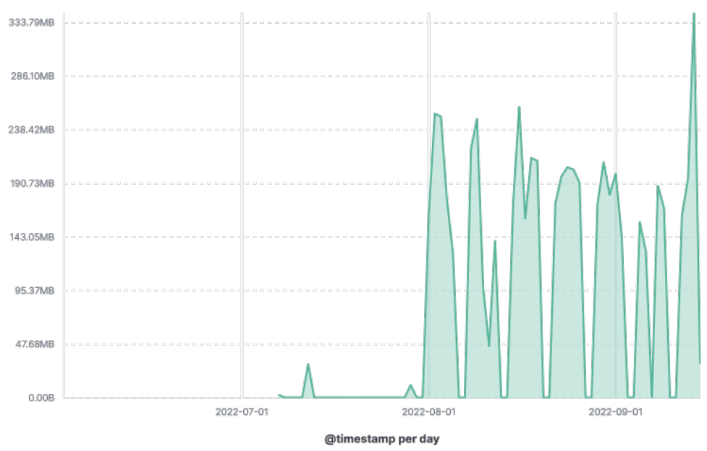 333.79MB
286.10MB
238.42MB
190.73MB
143.05MB
95.37MB
47.68MB
0.00B
2022-07-01 2022-08-01 2022-09-01
@timestamp per day